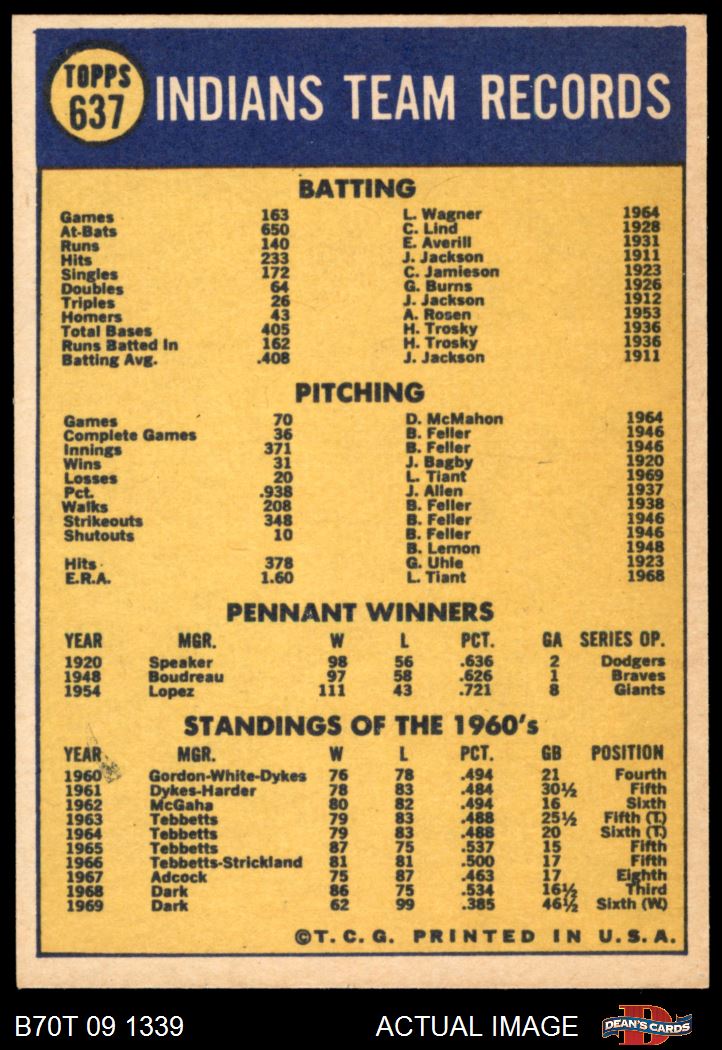 TOPPS
637
INDIANS TEAM RECORDS
BATTING
Games 163 L. Wagner 1964
At-Bats 650 C. Lind 1928
Runs 140 E. Averill 1931
Hits 233 J. Jackson 1911
Singles 172 C. Jamieson 1923
Doubles 64 G. Burns 1926
Triples 26 J. Jackson 1912
Homers 43 A. Rosen 1953
Total Bases 405 H. Trosky 1936
Runs Batted In 162 H. Trosky 1936
Batting Avg. .408 J. Jackson 1911
PITCHING
Games 70 D. McMahon 1964
Complete Games 36 B. Feller 1946
Innings 371 B. Feller 1946
Wins 31 J. Bagby 1920
Losses 20 L. Tiant 1969
Pct. .938 J. Allen 1937
Walks 208 B. Feller 1938
Strikeouts 348 B. Feller 1946
Shutouts 10 B. Feller 1946
B. Lemon 1948
Hits 378 G. Uhle 1923
E.R.A. 1.60 L. Tiant 1968
PENNANT WINNERS
YEAR MGR. W L PCT. GA SERIES OP.
1920 Speaker 98 56 .636 2 Dodgers
1948 Boudreau 97 58 .626 1 Braves
1954 Lopez 111 43 .721 8 Giants
STANDINGS OF THE 1960's
YEAR MGR. W L PCT. GB POSITION
1960 Gordon-White-Dykes 76 78 .494 21 Fourth
1961 Dykes-Harder 78 83 .484 30½ Fifth
1962 McGaha 80 82 .494 16 Sixth
1963 Tebbetts 79 83 .488 25½ Fifth (T.)
1964 Tebbetts 79 83 .488 20 Sixth (T.)
1965 Tebbetts 87 75 .537 15 Fifth
1966 Tebbetts-Strickland 81 81 .500 17 Fifth
1967 Adcock 75 87 .463 17 Eighth
1968 Dark 86 75 .534 16½ Third
1969 Dark 62 99 .385 46½ Sixth (W.)
©T.C.G. PRINTED IN U.S.A.
B70T 09 1339 ACTUAL IMAGE DEAN'S CARDS